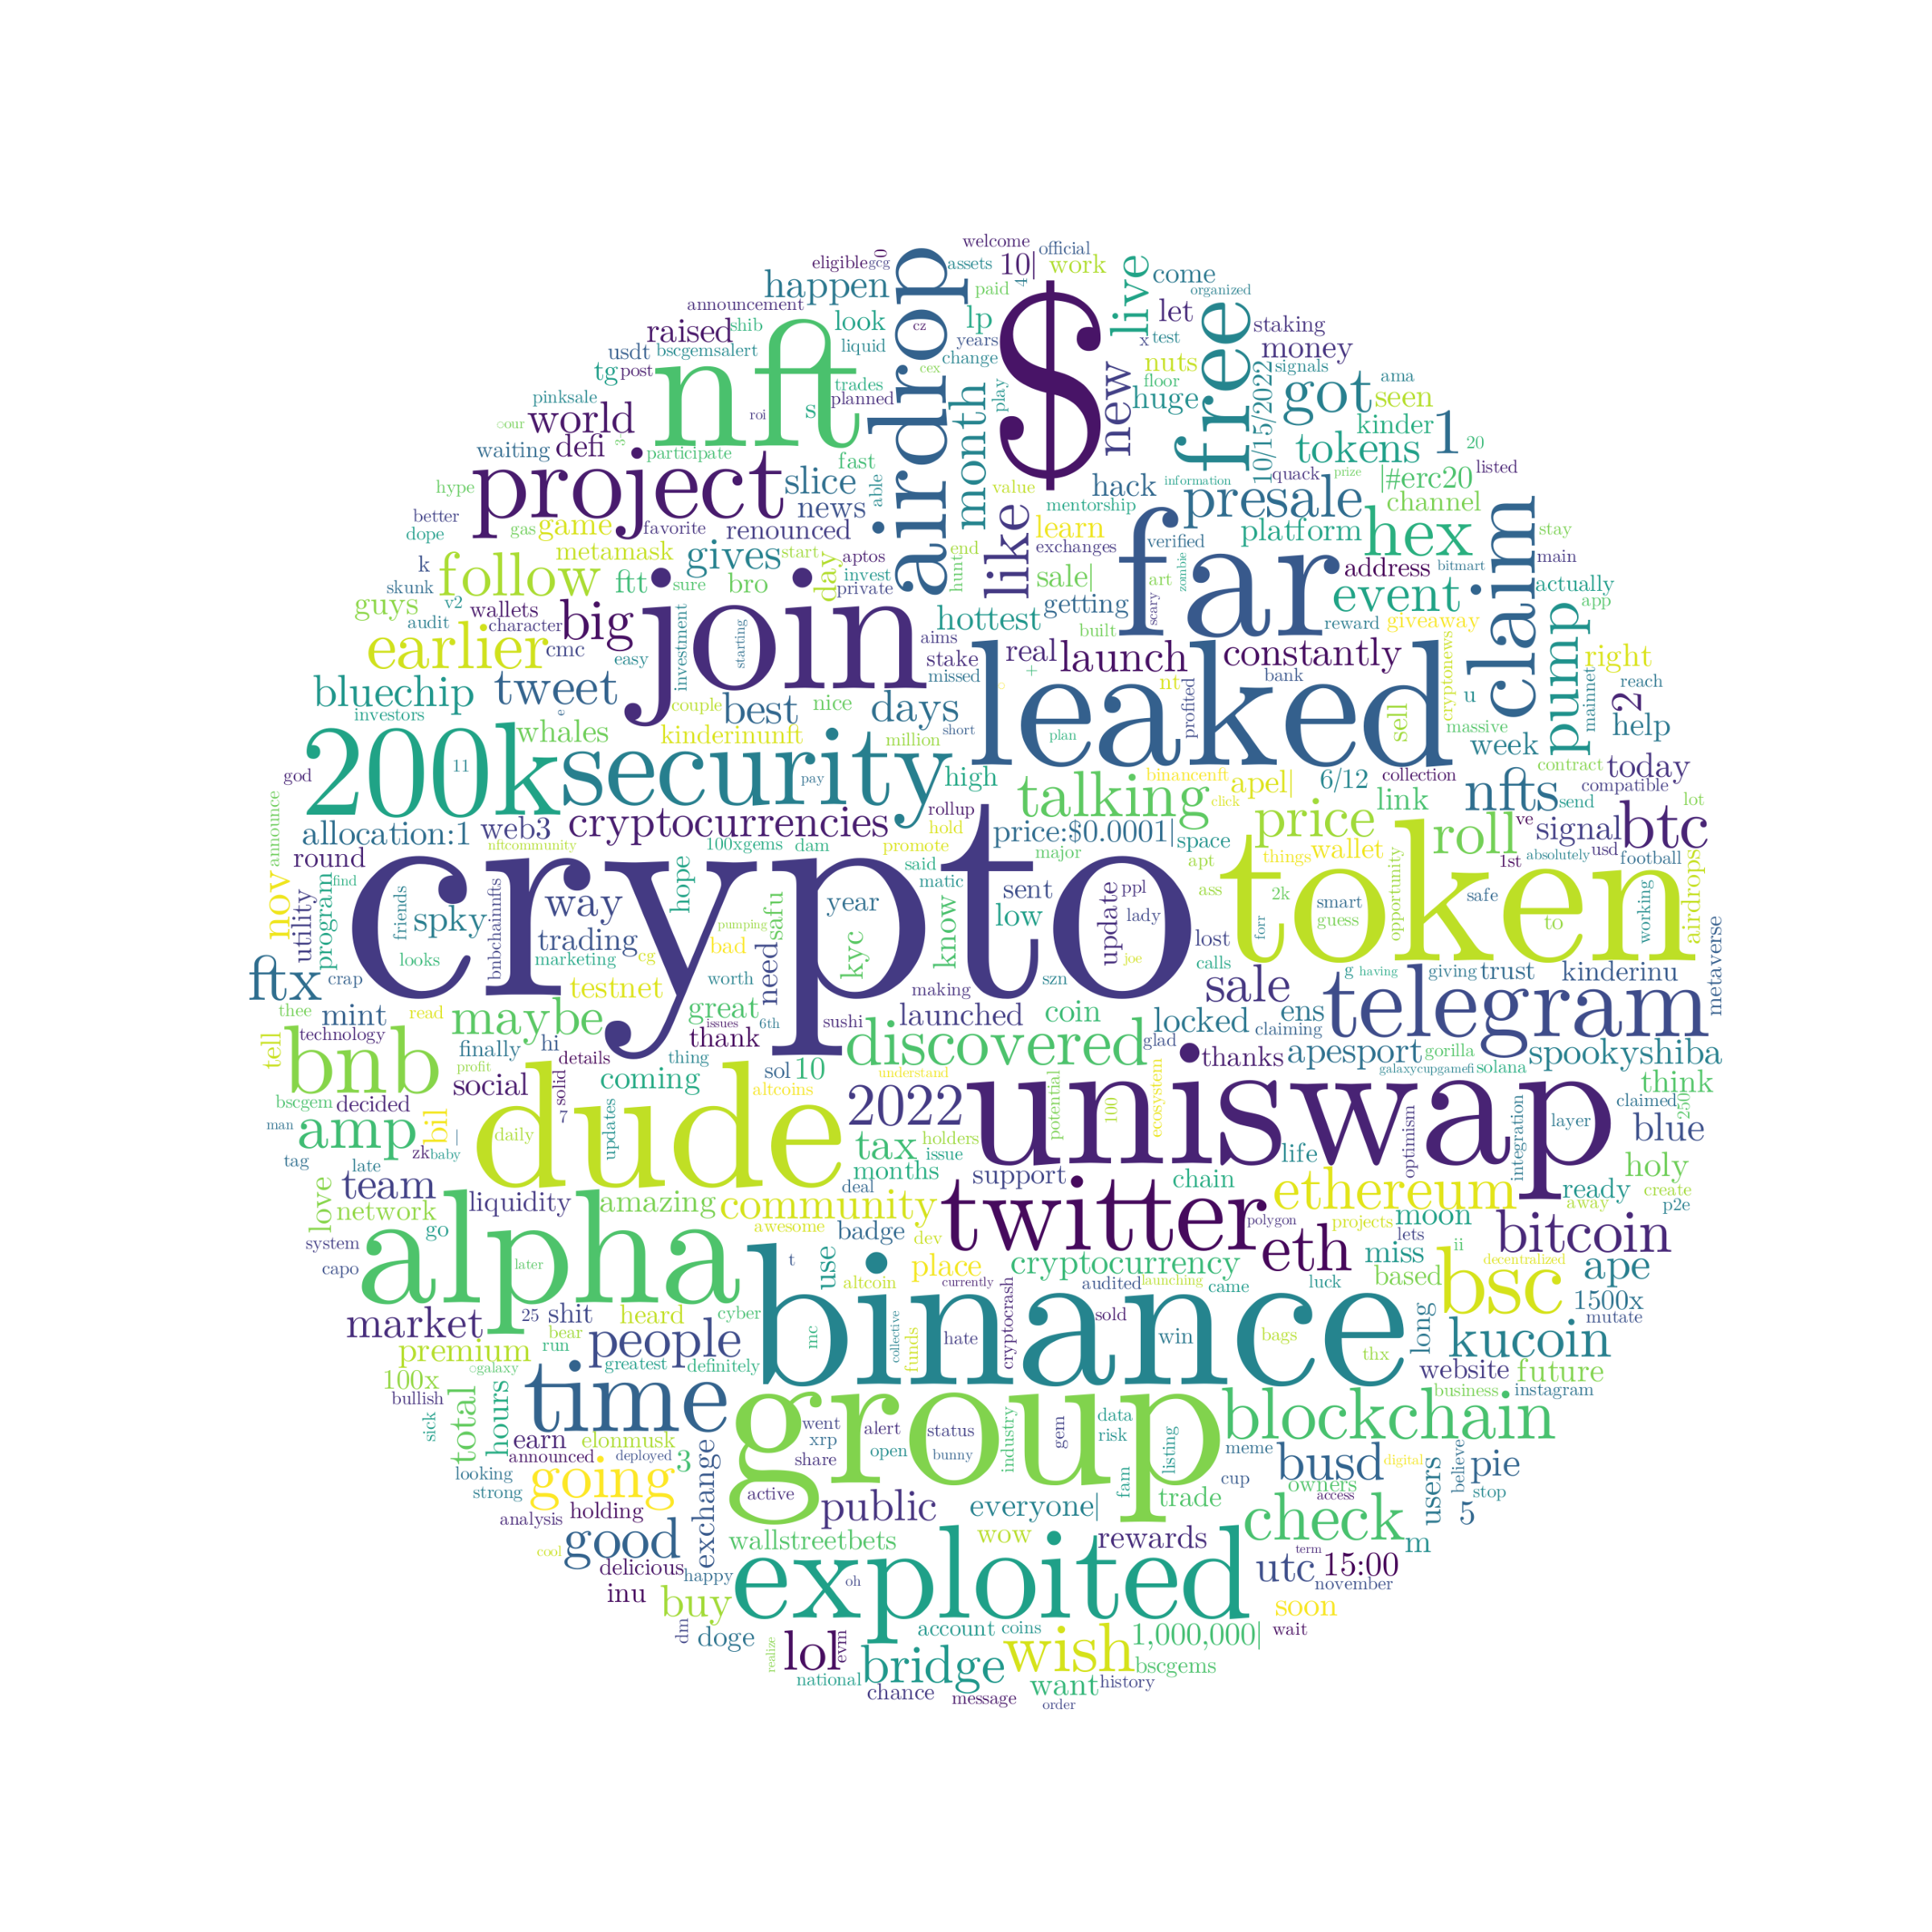 welcome official
eligible gcg 0 assets 10| 4 work
happen airdrop paid $ live come organized
announcement nft look lp free let staking
raised shib cz years new x test money
usdt bscgemsalert liquid change nuts signals
tg post trades cex month play floor got ama
pinksale planned huge 10/15/2022 seen
world roi s like kinder 1
○our defi 3 participate fast tokens 20
waiting project slice able hack quack prize |#erc20 listed
hype news value information presale channel
better gas game favorite renounced mentorship platform hex claim stay
dope metamask gives start day aptos learn exchanges verified far main
k follow ftt sure bro invest end hunt sale| art zombie address bitmart actually
skunk v2 wallets private getting scary event reward giveaway pump app
guys audit character big join hottest built
earlier cmc easy investment starting aims real launch constantly cryptonews right
bluechip tweet stake missed + leaked nt profited bank u mainnet reach 2
investors e couple best nice days sell massive help
200k whales kinderinunft million short plan week
god 11 security pay high talking binancenft apel| 6/12 collection nfts contract today
announce allocation:1 web3 cryptocurrencies rollup click link compatible
hold price:$0.0001| price roll ve signal send btc lot
round nftcommunity 100xgems dam promote major space things wallet 1st absolutely usd football
nov find crypto hope said matic apt token opportunity airdrops
utility program friends spky bnbchainnfts way year sent ass 2k smart safe working
pumping safu low update ppl lady forr guess to
looks trading bad know lost
ftx crap marketing cg need kyc joe calls g having giving trust kinderinu metaverse
testnet worth szn sale telegram
thee mint read maybe great making
technology issues 6th sushi launched coin locked ens
tell bnb finally hi thank discovered glad claiming
profit thing details thanks apesport gorilla spookyshiba
social solid coming sol 10 understand uniswap galaxycupgamefi solana think
bscgem decided 7 dude altcoins 2022 potential 100 ecosystem claimed 250
man amp bil | updates daily holders optimism integration layer blue
zk baby tax issue life
tag late months support chain holy
team liquidity amazing deal ethereum ready create
love network alpha community twitter polygon projects moon away p2e
system go awesome badge dev eth lets bitcoin
capo later t use place cryptocurrency miss ii decentralized
altcoin currently audited launching came luck based bsc ape
market 25 shit heard cyber binance sold 1500x
bear people mc collective funds hate cryptocrash win bags long kucoin mutate
premium run greatest definitely thx website future
100x ○galaxy time group business instagram
bullish total hours blockchain
sick went alert status industry gem data
earn elonmusk xrp open bunny risk listing meme
announced deployed 3 share busd digital believe pie
looking going exchange active fam cup owners users stop
strong holding public everyone| trade access 5
analysis wallstreetbets wow rewards check m
cool good term
delicious happy exploited utc 15:00
inu oh november
buy soon
dm doge account coins 1,000,000| wait
realize lol evm bridge wish
national want bscgems
chance message history
order